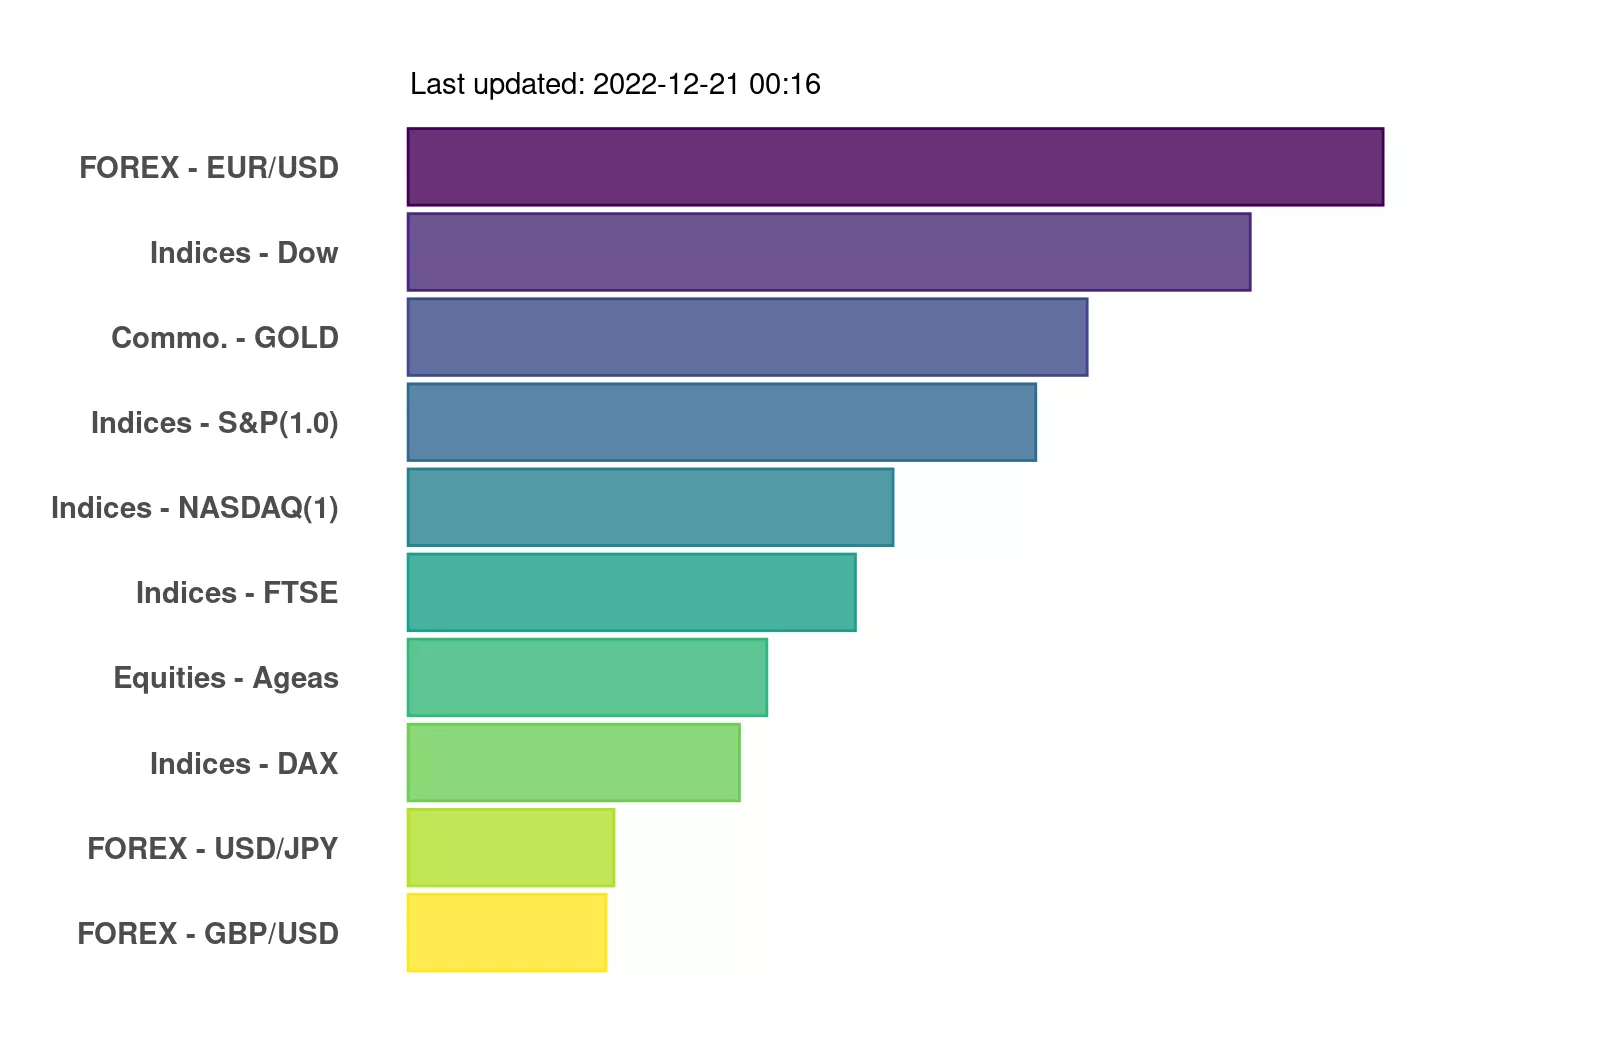 Last updated: 2022-12-21 00:16
FOREX - EUR/USD
Indices - Dow
Commo. - GOLD
Indices - S&P(1.0)
Indices - NASDAQ(1)
Indices - FTSE
Equities - Ageas
Indices - DAX
FOREX - USD/JPY
FOREX - GBP/USD